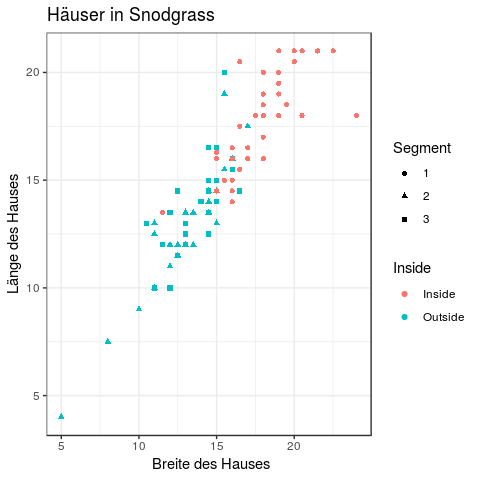 Häuser in Snodgrass
20
15
10
5
Länge des Hauses
5
10
15
20
Breite des Hauses
Segment
1
2
3
Inside
Inside
Outside